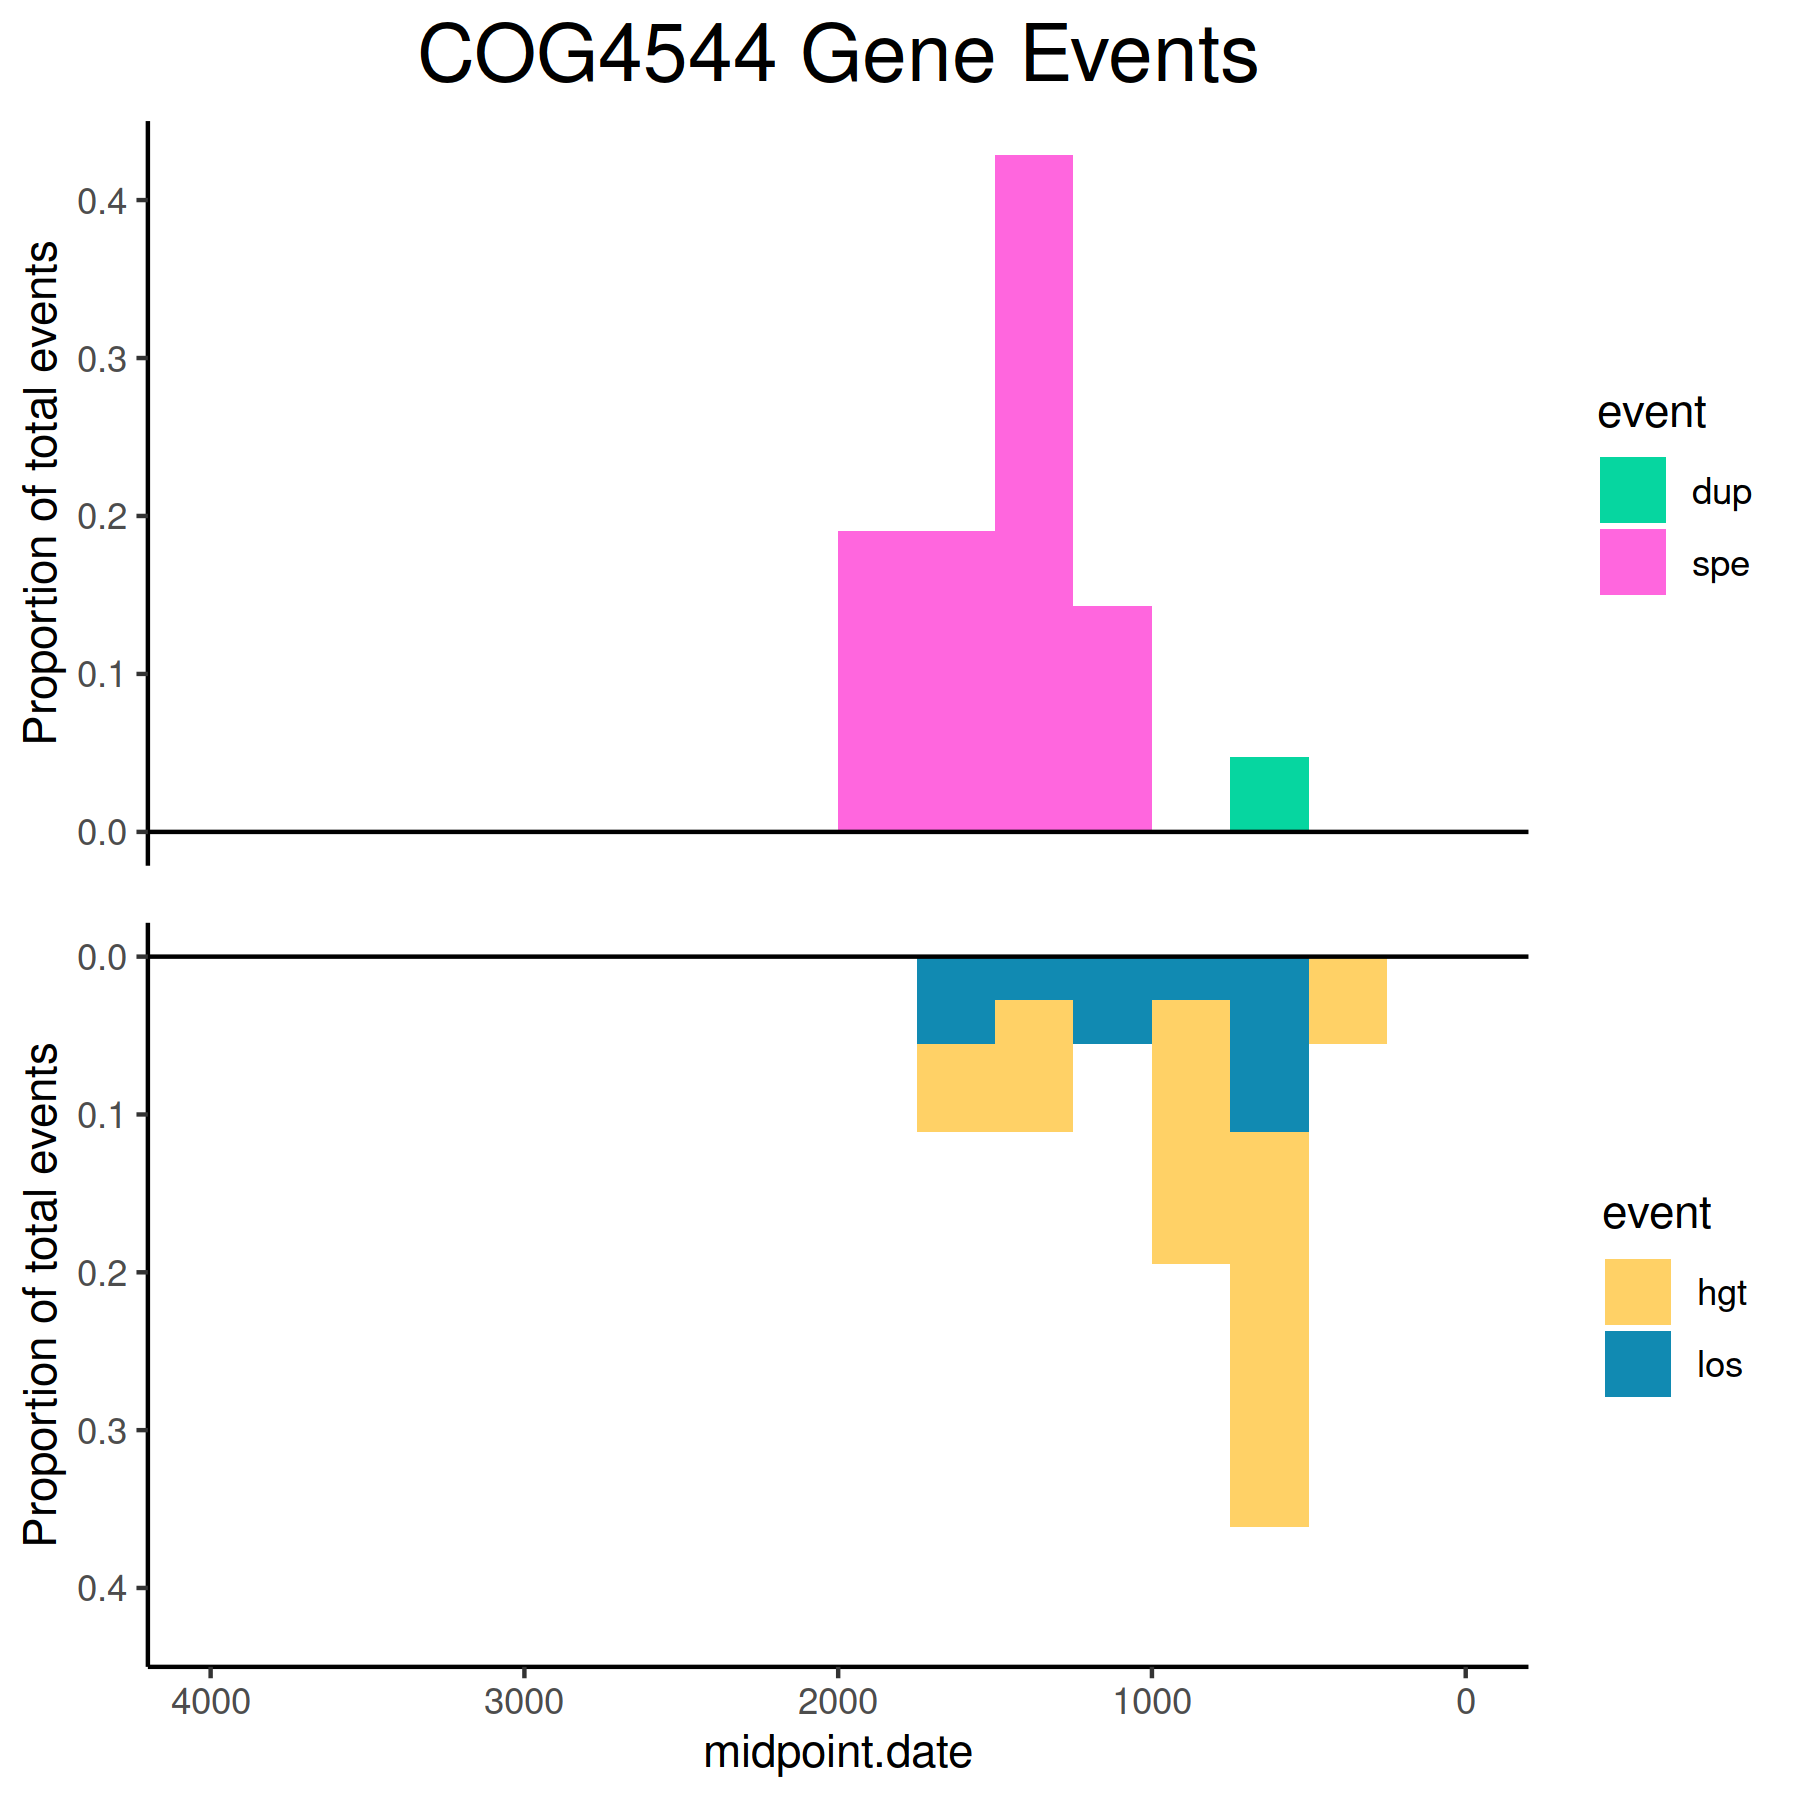 COG4544 Gene Events
Proportion of total events
0.4
0.3
0.2
0.1
0.0
event
dup
spe
Proportion of total events
0.0
0.1
0.2
0.3
0.4
event
hgt
los
4000 3000 2000 1000 0
midpoint.date